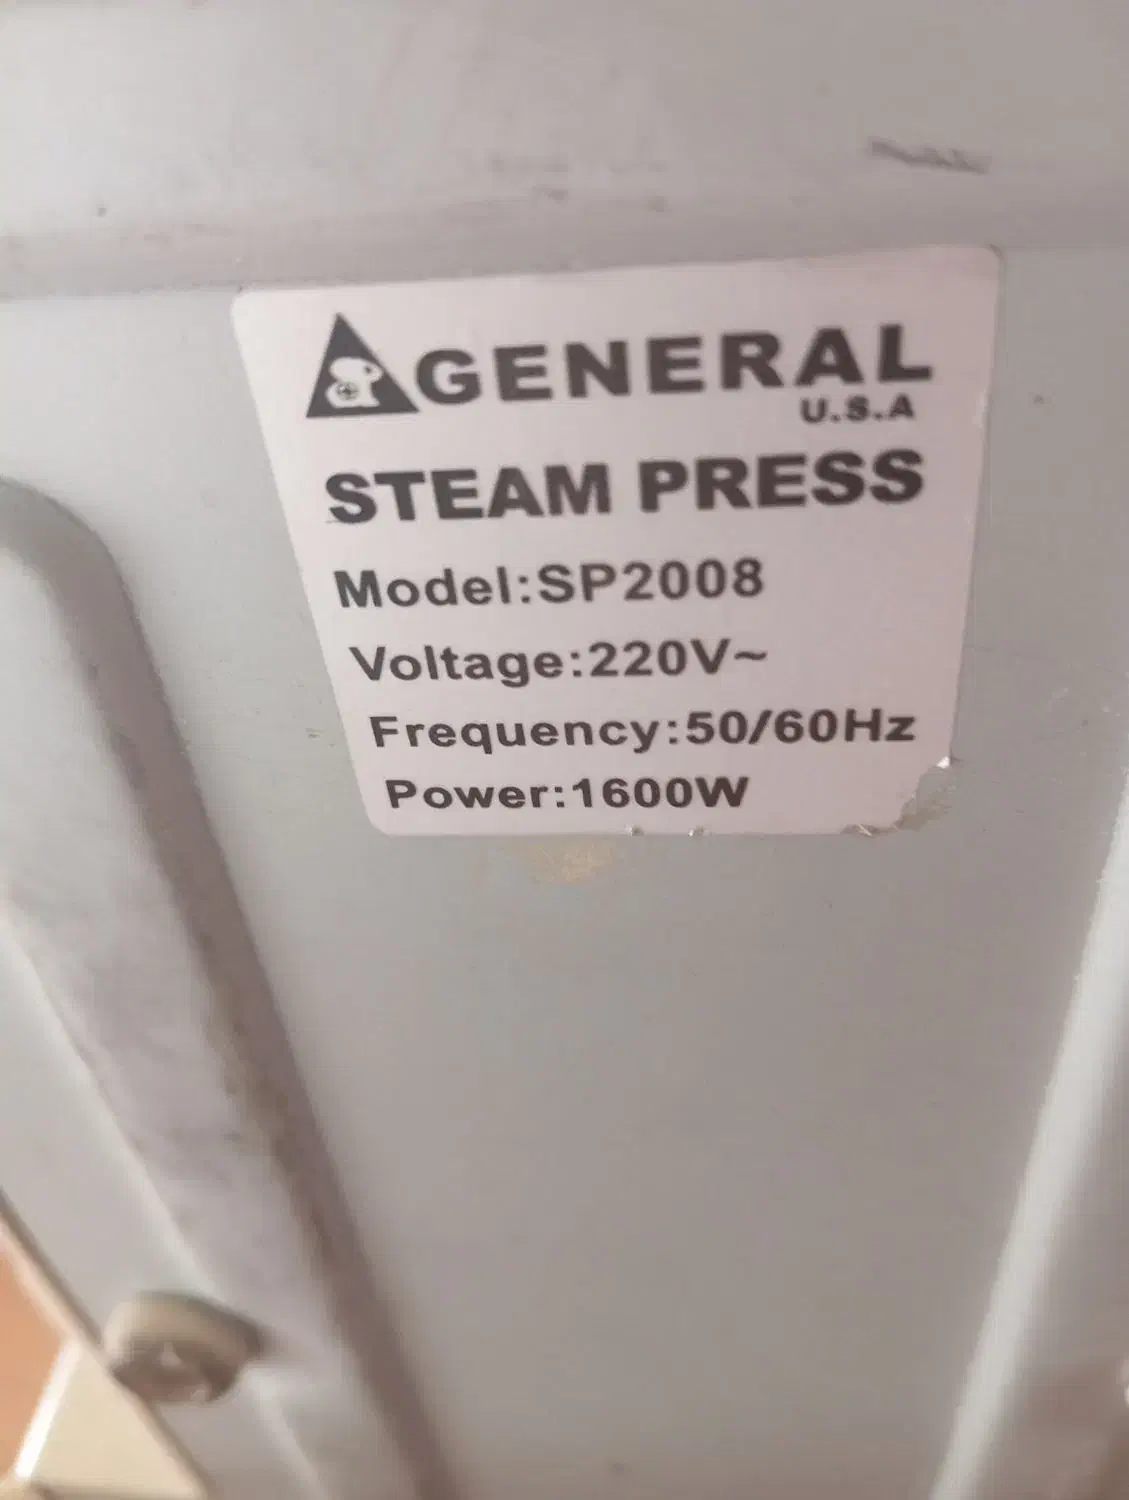 GENERAL
U.S.A
STEAM PRESS
Model:SP2008
Voltage:220V~
Frequency:50/60Hz
Power:1600W